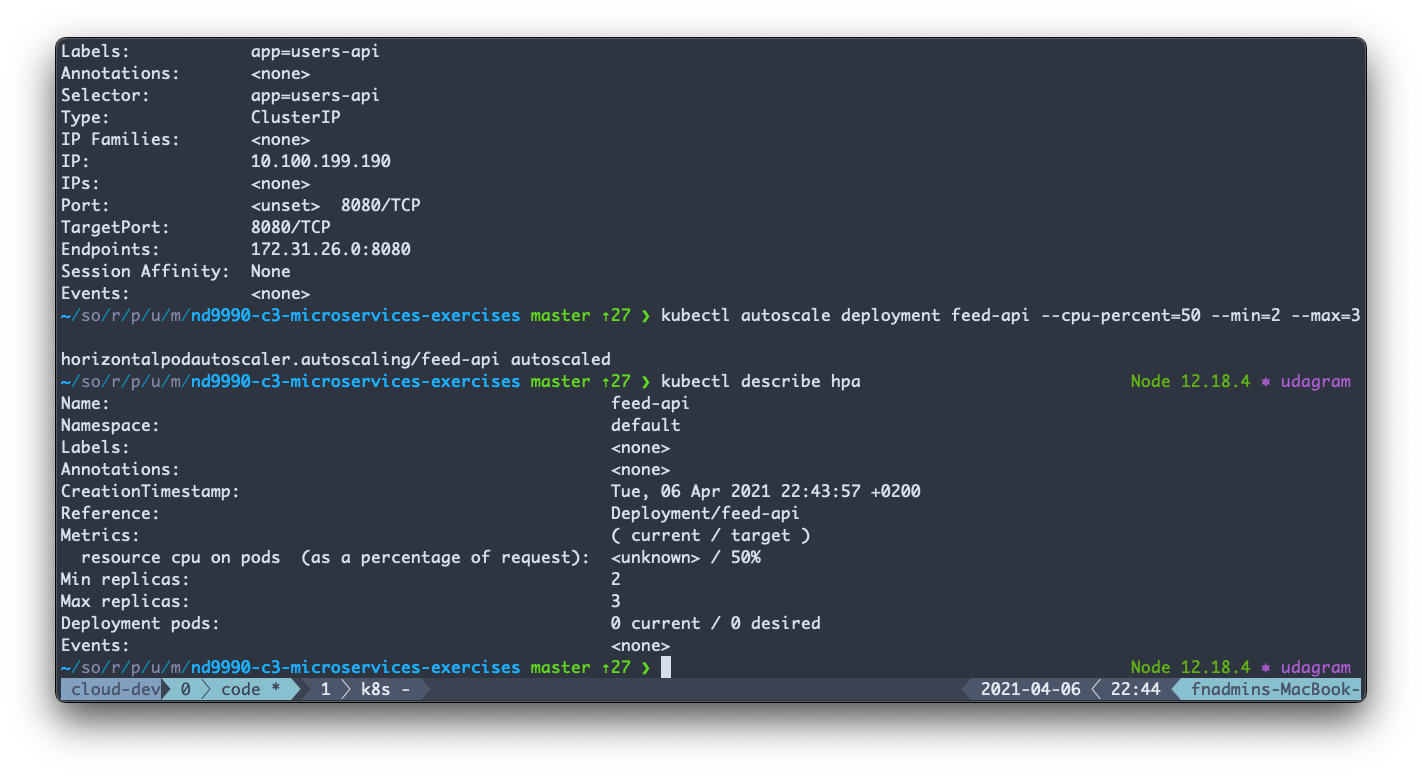 Labels:            app=users-api
Annotations:       <none>
Selector:          app=users-api
Type:              ClusterIP
IP Families:       <none>
IP:                10.100.199.190
IPs:               <none>
Port:              <unset>  8080/TCP
TargetPort:        8080/TCP
Endpoints:         172.31.26.0:8080
Session Affinity:  None
Events:            <none>
~/so/r/p/u/m/nd9990-c3-microservices-exercises master ↑27 ❯ kubectl autoscale deployment feed-api --cpu-percent=50 --min=2 --max=3
horizontalpodautoscaler.autoscaling/feed-api autoscaled
~/so/r/p/u/m/nd9990-c3-microservices-exercises master ↑27 ❯ kubectl describe hpa                           Node 12.18.4 ⎈ udagram
Name:                                                  feed-api
Namespace:                                             default
Labels:                                                <none>
Annotations:                                           <none>
CreationTimestamp:                                     Tue, 06 Apr 2021 22:43:57 +0200
Reference:                                             Deployment/feed-api
Metrics:                                               ( current / target )
  resource cpu on pods  (as a percentage of request):  <unknown> / 50%
Min replicas:                                          2
Max replicas:                                          3
Deployment pods:                                       0 current / 0 desired
Events:                                                <none>
~/so/r/p/u/m/nd9990-c3-microservices-exercises master ↑27 ❯                                                Node 12.18.4 ⎈ udagram
cloud-dev 0 code * 1 k8s - 2021-04-06 22:44 fnadmins-MacBook-